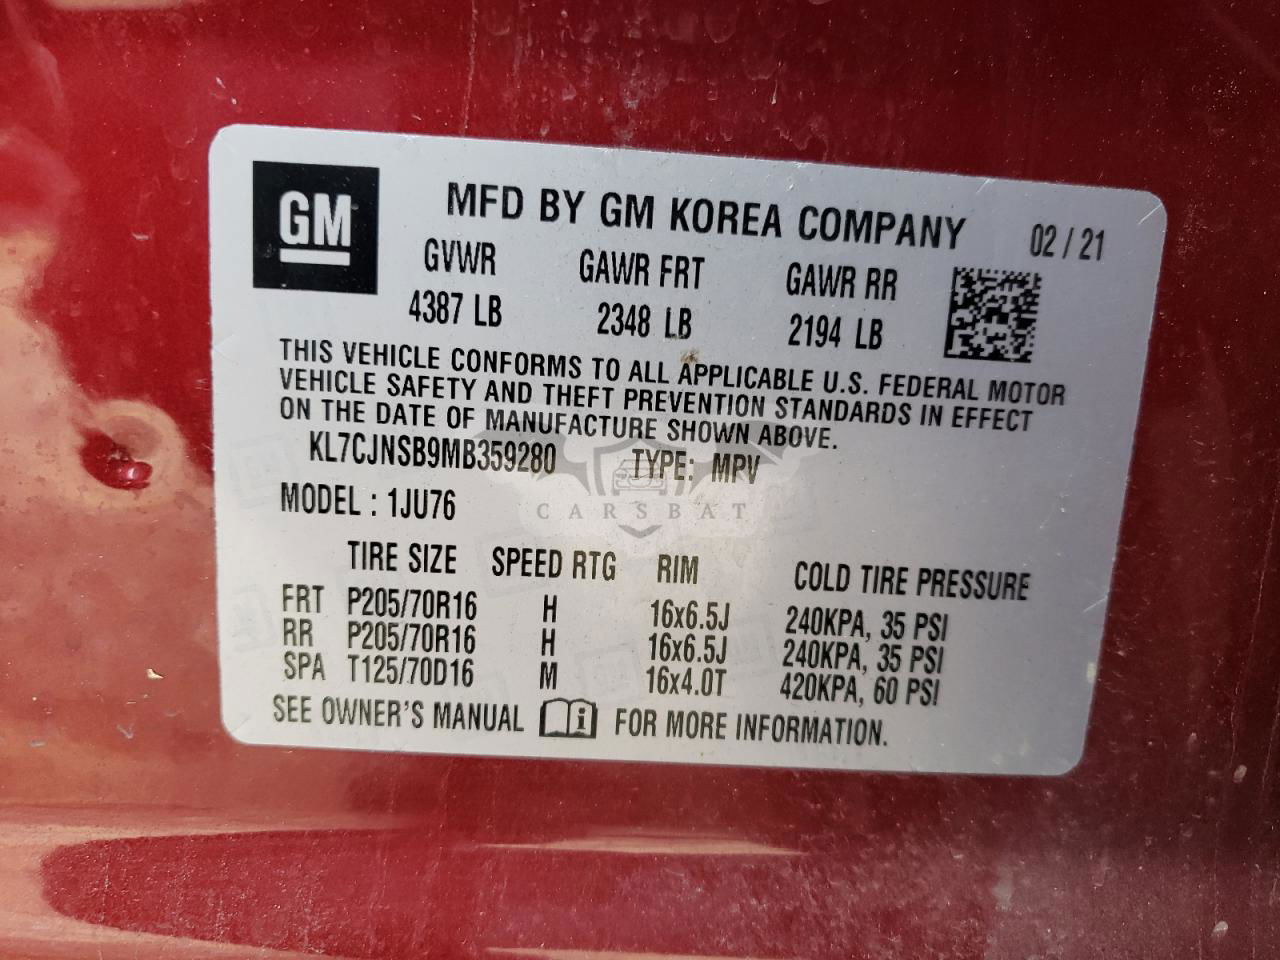 GM
MFD BY GM KOREA COMPANY 02 / 21
GVWR GAWR FRT GAWR RR
4387 LB 2348 LB 2194 LB
THIS VEHICLE CONFORMS TO ALL APPLICABLE U.S. FEDERAL MOTOR
VEHICLE SAFETY AND THEFT PREVENTION STANDARDS IN EFFECT
ON THE DATE OF MANUFACTURE SHOWN ABOVE.
KL7CJNSB9MB359280 TYPE: MPV
CARSBAT
MODEL : 1JU76
TIRE SIZE SPEED RTG RIM COLD TIRE PRESSURE
FRT P205/70R16 H 16x6.5J 240KPA, 35 PSI
RR P205/70R16 H 16x6.5J 240KPA, 35 PSI
SPA T125/70D16 M 16x4.0T 420KPA, 60 PSI
SEE OWNER'S MANUAL i FOR MORE INFORMATION.